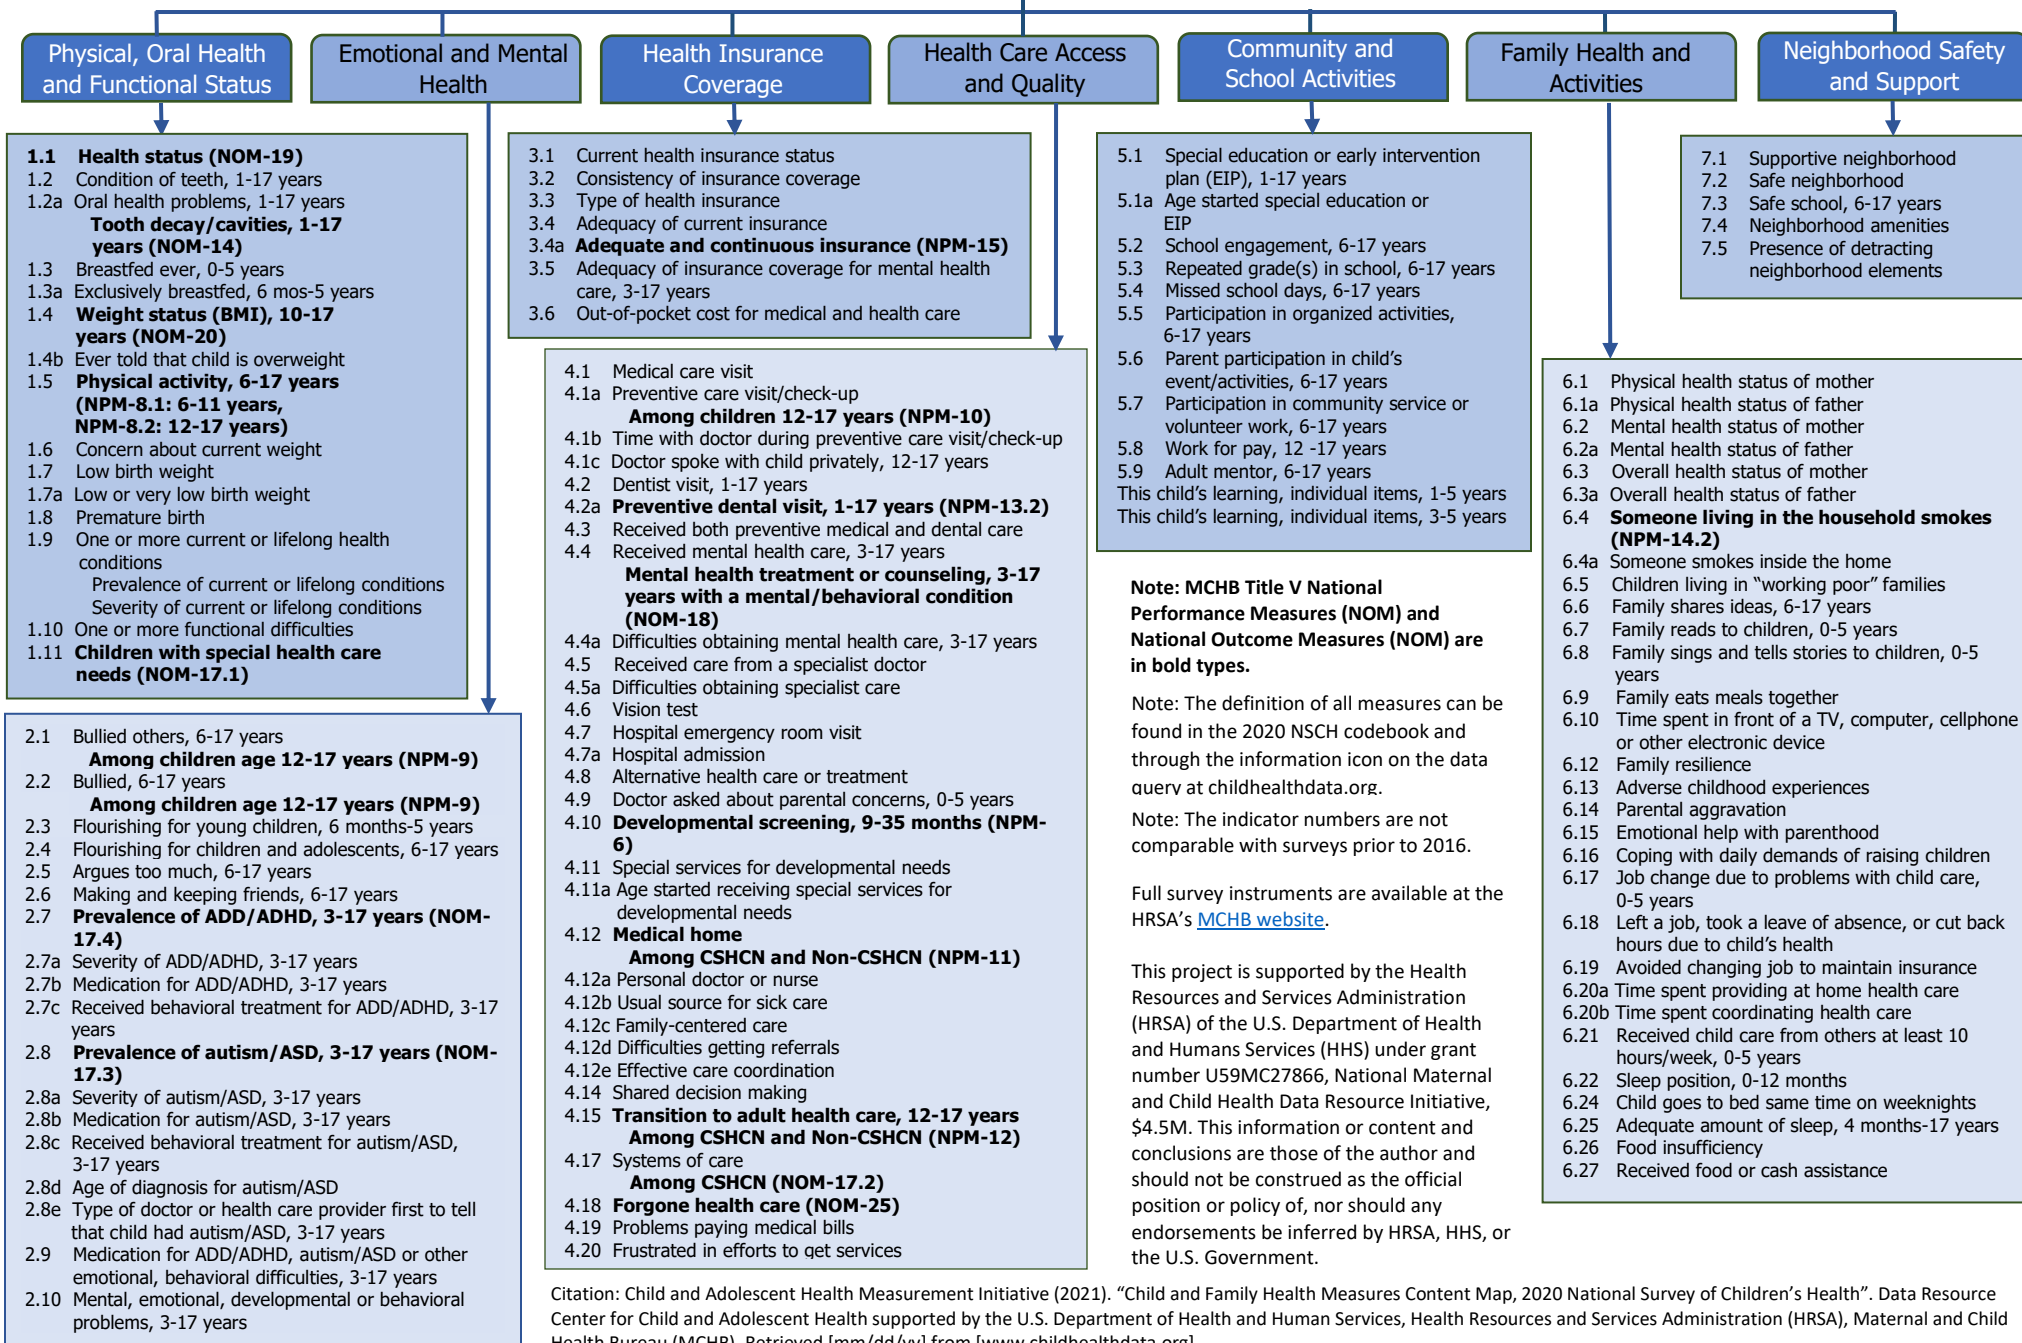 Physical, Oral Health
and Functional Status
Emotional and Mental
Health
Health Insurance
Coverage
Health Care Access
and Quality
Community and
School Activities
Family Health and
Activities
Neighborhood Safety
and Support
1.1 Health status (NOM-19)
1.2 Condition of teeth, 1-17 years
1.2a Oral health problems, 1-17 years
Tooth decay/cavities, 1-17
years (NOM-14)
1.3 Breastfed ever, 0-5 years
1.3a Exclusively breastfed, 6 mos-5 years
1.4 Weight status (BMI), 10-17
years (NOM-20)
1.4b Ever told that child is overweight
1.5 Physical activity, 6-17 years
(NPM-8.1: 6-11 years,
NPM-8.2: 12-17 years)
1.6 Concern about current weight
1.7 Low birth weight
1.7a Low or very low birth weight
1.8 Premature birth
1.9 One or more current or lifelong health
conditions
Prevalence of current or lifelong conditions
Severity of current or lifelong conditions
1.10 One or more functional difficulties
1.11 Children with special health care
needs (NOM-17.1)
2.1 Bullied others, 6-17 years
Among children age 12-17 years (NPM-9)
2.2 Bullied, 6-17 years
Among children age 12-17 years (NPM-9)
2.3 Flourishing for young children, 6 months-5 years
2.4 Flourishing for children and adolescents, 6-17 years
2.5 Argues too much, 6-17 years
2.6 Making and keeping friends, 6-17 years
2.7 Prevalence of ADD/ADHD, 3-17 years (NOM-
17.4)
2.7a Severity of ADD/ADHD, 3-17 years
2.7b Medication for ADD/ADHD, 3-17 years
2.7c Received behavioral treatment for ADD/ADHD, 3-17
years
2.8 Prevalence of autism/ASD, 3-17 years (NOM-
17.3)
2.8a Severity of autism/ASD, 3-17 years
2.8b Medication for autism/ASD, 3-17 years
2.8c Received behavioral treatment for autism/ASD,
3-17 years
2.8d Age of diagnosis for autism/ASD
2.8e Type of doctor or health care provider first to tell
that child had autism/ASD, 3-17 years
2.9 Medication for ADD/ADHD, autism/ASD or other
emotional, behavioral difficulties, 3-17 years
2.10 Mental, emotional, developmental or behavioral
problems, 3-17 years
3.1 Current health insurance status
3.2 Consistency of insurance coverage
3.3 Type of health insurance
3.4 Adequacy of current insurance
3.4a Adequate and continuous insurance (NPM-15)
3.5 Adequacy of insurance coverage for mental health
care, 3-17 years
3.6 Out-of-pocket cost for medical and health care
4.1 Medical care visit
4.1a Preventive care visit/check-up
Among children 12-17 years (NPM-10)
4.1b Time with doctor during preventive care visit/check-up
4.1c Doctor spoke with child privately, 12-17 years
4.2 Dentist visit, 1-17 years
4.2a Preventive dental visit, 1-17 years (NPM-13.2)
4.3 Received both preventive medical and dental care
4.4 Received mental health care, 3-17 years
Mental health treatment or counseling, 3-17
years with a mental/behavioral condition
(NOM-18)
4.4a Difficulties obtaining mental health care, 3-17 years
4.5 Received care from a specialist doctor
4.5a Difficulties obtaining specialist care
4.6 Vision test
4.7 Hospital emergency room visit
4.7a Hospital admission
4.8 Alternative health care or treatment
4.9 Doctor asked about parental concerns, 0-5 years
4.10 Developmental screening, 9-35 months (NPM-
6)
4.11 Special services for developmental needs
4.11a Age started receiving special services for
developmental needs
4.12 Medical home
Among CSHCN and Non-CSHCN (NPM-11)
4.12a Personal doctor or nurse
4.12b Usual source for sick care
4.12c Family-centered care
4.12d Difficulties getting referrals
4.12e Effective care coordination
4.14 Shared decision making
4.15 Transition to adult health care, 12-17 years
Among CSHCN and Non-CSHCN (NPM-12)
4.17 Systems of care
Among CSHCN (NOM-17.2)
4.18 Forgone health care (NOM-25)
4.19 Problems paying medical bills
4.20 Frustrated in efforts to get services
5.1 Special education or early intervention
plan (EIP), 1-17 years
5.1a Age started special education or
EIP
5.2 School engagement, 6-17 years
5.3 Repeated grade(s) in school, 6-17 years
5.4 Missed school days, 6-17 years
5.5 Participation in organized activities,
6-17 years
5.6 Parent participation in child's
event/activities, 6-17 years
5.7 Participation in community service or
volunteer work, 6-17 years
5.8 Work for pay, 12 -17 years
5.9 Adult mentor, 6-17 years
This child's learning, individual items, 1-5 years
This child's learning, individual items, 3-5 years
Note: MCHB Title V National
Performance Measures (NOM) and
National Outcome Measures (NOM) are
in bold types.
Note: The definition of all measures can be
found in the 2020 NSCH codebook and
through the information icon on the data
query at childhealthdata.org.
Note: The indicator numbers are not
comparable with surveys prior to 2016.
Full survey instruments are available at the
HRSA's MCHB website.
This project is supported by the Health
Resources and Services Administration
(HRSA) of the U.S. Department of Health
and Humans Services (HHS) under grant
number U59MC27866, National Maternal
and Child Health Data Resource Initiative,
$4.5M. This information or content and
conclusions are those of the author and
should not be construed as the official
position or policy of, nor should any
endorsements be inferred by HRSA, HHS, or
the U.S. Government.
6.1 Physical health status of mother
6.1a Physical health status of father
6.2 Mental health status of mother
6.2a Mental health status of father
6.3 Overall health status of mother
6.3a Overall health status of father
6.4 Someone living in the household smokes
(NPM-14.2)
6.4a Someone smokes inside the home
6.5 Children living in "working poor" families
6.6 Family shares ideas, 6-17 years
6.7 Family reads to children, 0-5 years
6.8 Family sings and tells stories to children, 0-5
years
6.9 Family eats meals together
6.10 Time spent in front of a TV, computer, cellphone
or other electronic device
6.12 Family resilience
6.13 Adverse childhood experiences
6.14 Parental aggravation
6.15 Emotional help with parenthood
6.16 Coping with daily demands of raising children
6.17 Job change due to problems with child care,
0-5 years
6.18 Left a job, took a leave of absence, or cut back
hours due to child's health
6.19 Avoided changing job to maintain insurance
6.20a Time spent providing at home health care
6.20b Time spent coordinating health care
6.21 Received child care from others at least 10
hours/week, 0-5 years
6.22 Sleep position, 0-12 months
6.24 Child goes to bed same time on weeknights
6.25 Adequate amount of sleep, 4 months-17 years
6.26 Food insufficiency
6.27 Received food or cash assistance
7.1 Supportive neighborhood
7.2 Safe neighborhood
7.3 Safe school, 6-17 years
7.4 Neighborhood amenities
7.5 Presence of detracting
neighborhood elements
Citation: Child and Adolescent Health Measurement Initiative (2021). "Child and Family Health Measures Content Map, 2020 National Survey of Children's Health". Data Resource
Center for Child and Adolescent Health supported by the U.S. Department of Health and Human Services, Health Resources and Services Administration (HRSA), Maternal and Child
Health Bureau (MCHB). Retrieved [mm/dd/yy] from [www.childhealthdata.org]